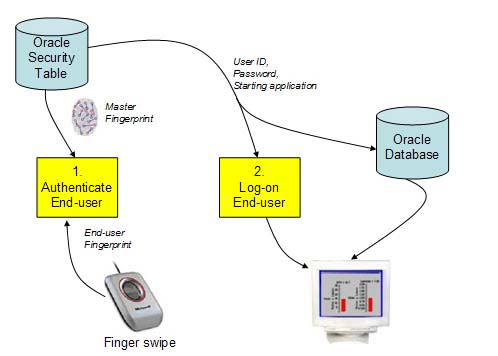 Oracle
Security
Table
User ID,
Password,
Starting application
Master
Fingerprint
Oracle
Database
1.
Authenticate
End-user
2.
Log-on
End-user
End-user
Fingerprint
Finger swipe